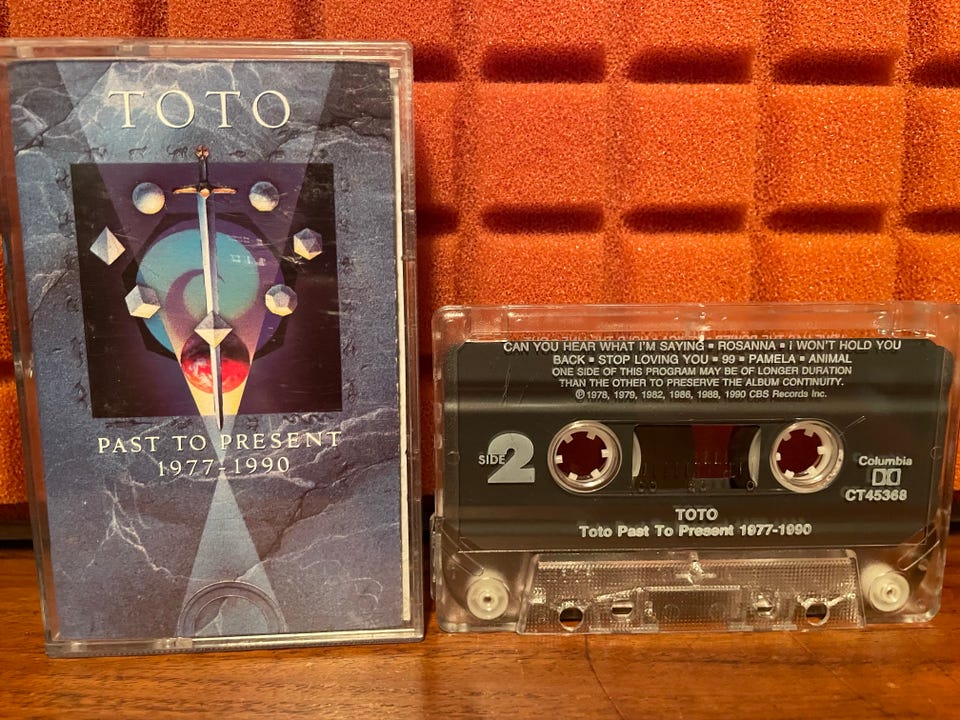 TOTO
PAST TO PRESENT
1977-1990
CAN YOU HEAR WHAT I'M SAYING ▪ ROSANNA ▪ I WON'T HOLD YOU
BACK ▪ STOP LOVING YOU ▪ 99 ▪ PAMELA ▪ ANIMAL
ONE SIDE OF THIS PROGRAM MAY BE OF LONGER DURATION
THAN THE OTHER TO PRESERVE THE ALBUM CONTINUITY.
℗ 1978, 1979, 1982, 1986, 1988, 1990 CBS Records Inc.
SIDE 2
Columbia
CT45368
TOTO
Toto Past To Present 1977-1990